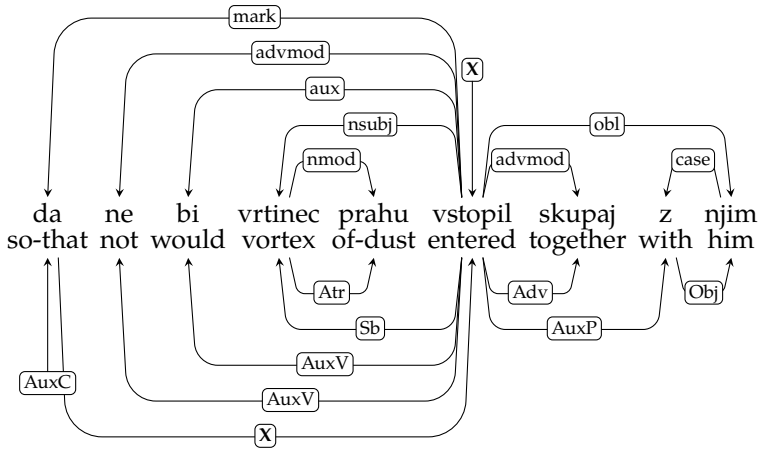 mark
advmod
X
aux
nsubj obl
nmod advmod case
da ne bi vrtinec prahu vstopil skupaj z njim
so-that not would vortex of-dust entered together with him
Atr Adv Obj
Sb AuxP
AuxV
AuxC
AuxV
X